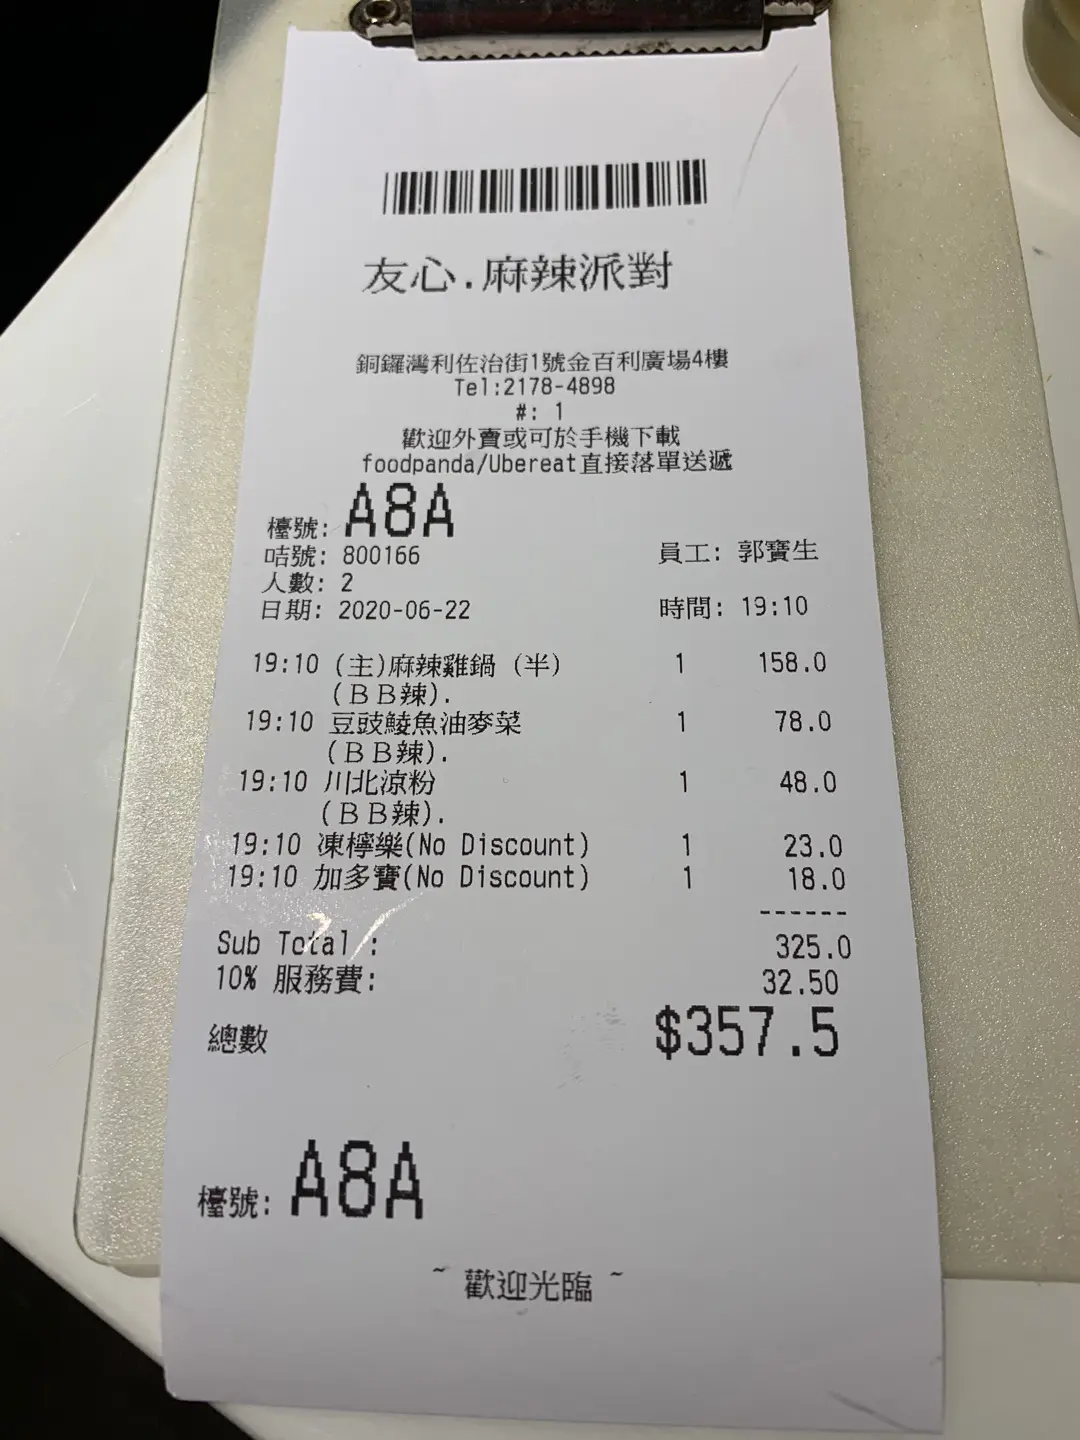 友心.麻辣派對
銅鑼灣利佐治街1號金百利廣場4樓
Tel:2178-4898
#: 1
歡迎外賣或可於手機下載
foodpanda/Ubereat直接落單送遞
檯號: A8A
咭號: 800166 員工: 郭寶生
人數: 2
日期: 2020-06-22 時間: 19:10
19:10 (主)麻辣雞鍋 (半) 1 158.0
(ＢＢ辣).
19:10 豆豉鯪魚油麥菜 1 78.0
(ＢＢ辣).
19:10 川北涼粉 1 48.0
(ＢＢ辣).
19:10 凍檸樂(No Discount) 1 23.0
19:10 加多寶(No Discount) 1 18.0
------
Sub Total : 325.0
10% 服務費: 32.50
總數 $357.5
檯號: A8A
~ 歡迎光臨 ~